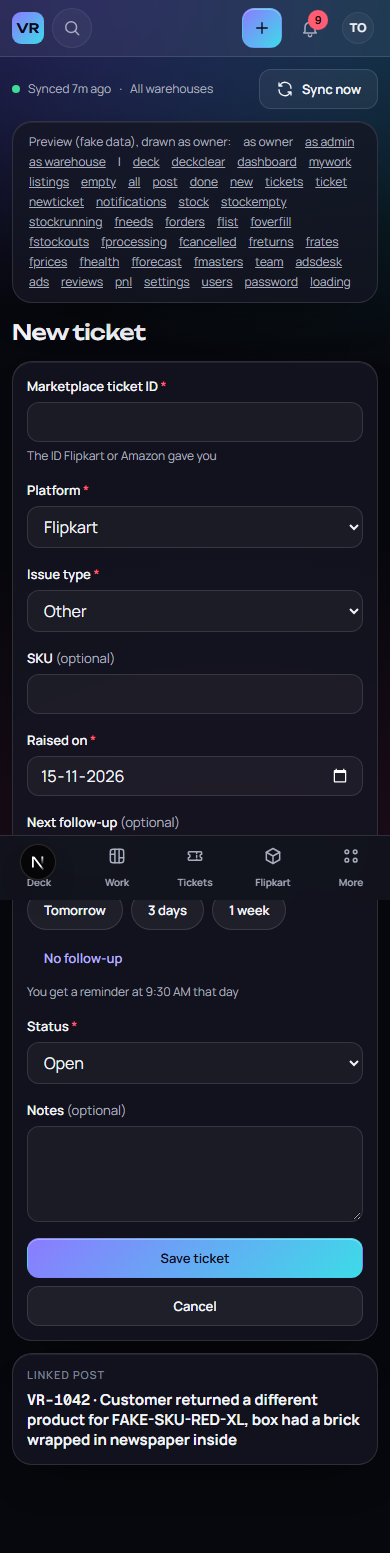 VR
9
TO
Synced 7m ago · All warehouses
Sync now
Preview (fake data), drawn as owner: as owner as admin
as warehouse | deck deckclear dashboard mywork
listings empty all post done new tickets ticket
newticket notifications stock stockempty
stockrunning fneeds forders flist foverfill
fstockouts fprocessing fcancelled freturns frates
fprices fhealth fforecast fmasters team adsdesk
ads reviews pnl settings users password loading
New ticket
Marketplace ticket ID *
The ID Flipkart or Amazon gave you
Platform *
Flipkart
Issue type *
Other
SKU (optional)
Raised on *
15-11-2026
Next follow-up (optional)
N
Deck
Work
Tickets
Flipkart
More
Tomorrow
3 days
1 week
No follow-up
You get a reminder at 9:30 AM that day
Status *
Open
Notes (optional)
Save ticket
Cancel
LINKED POST
VR-1042 · Customer returned a different
product for FAKE-SKU-RED-XL, box had a brick
wrapped in newspaper inside